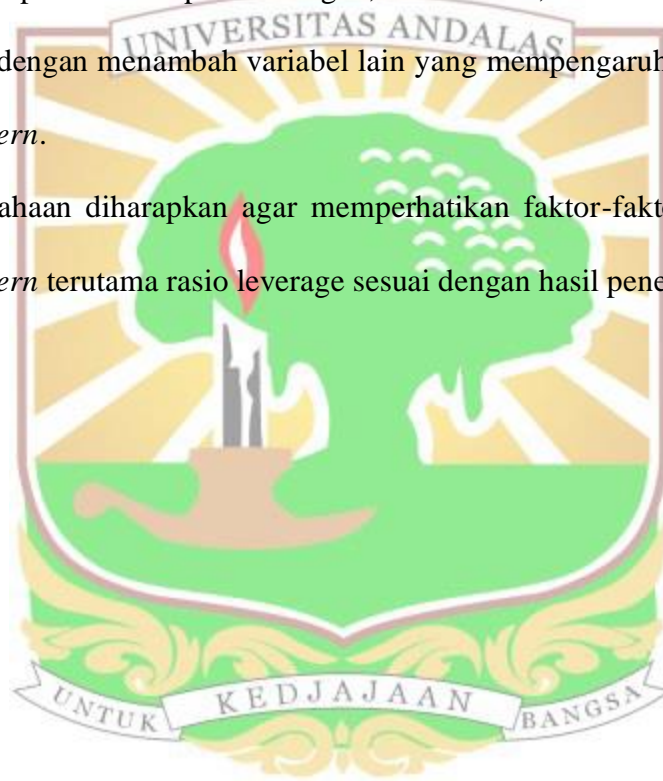 UNIVERSITAS ANDALAS
dengan menambah variabel lain yang mempengaruh
ern.
ahaan diharapkan agar memperhatikan faktor-fakto
ern terutama rasio leverage sesuai dengan hasil pene
UNTUK KEDJAJAAN BANGSA